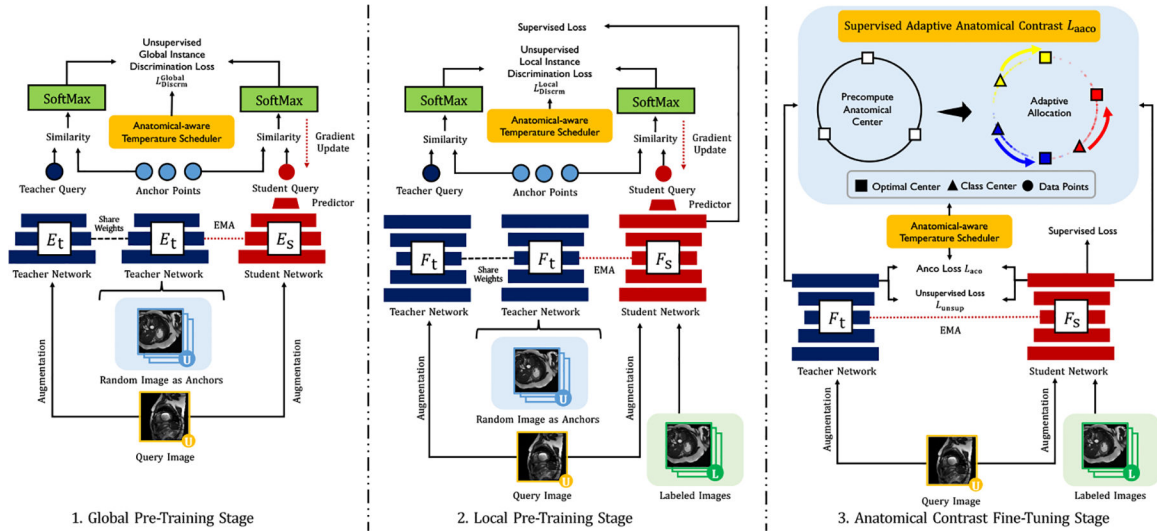 Unsupervised
Global Instance
Discrimination Loss
L_Discrm^Global
SoftMax
SoftMax
Anatomical-aware
Temperature Scheduler
Similarity
Similarity
Gradient
Update
Teacher Query
Anchor Points
Student Query
Predictor
Share
Weights
EMA
E_t
E_t
E_s
Teacher Network
Teacher Network
Student Network
Augmentation
Augmentation
U
Random Image as Anchors
U
Query Image
1. Global Pre-Training Stage
Supervised Loss
Unsupervised
Local Instance
Discrimination Loss
L_Discrm^Local
SoftMax
SoftMax
Anatomical-aware
Temperature Scheduler
Similarity
Similarity
Gradient
Update
Teacher Query
Anchor Points
Student Query
Predictor
F_t
F_t
F_s
Share
Weights
EMA
Teacher Network
Teacher Network
Student Network
Augmentation
Augmentation
U
Random Image as Anchors
U
L
Query Image
Labeled Images
2. Local Pre-Training Stage
Supervised Adaptive Anatomical Contrast L_aaco
Precompute
Anatomical
Center
Adaptive
Allocation
Optimal Center
Class Center
Data Points
Anatomical-aware
Temperature Scheduler
Supervised Loss
Anco Loss L_aco
Unsupervised Loss
L_unsup
F_t
F_s
EMA
Teacher Network
Student Network
Augmentation
Augmentation
U
L
Query Image
Labeled Images
3. Anatomical Contrast Fine-Tuning Stage